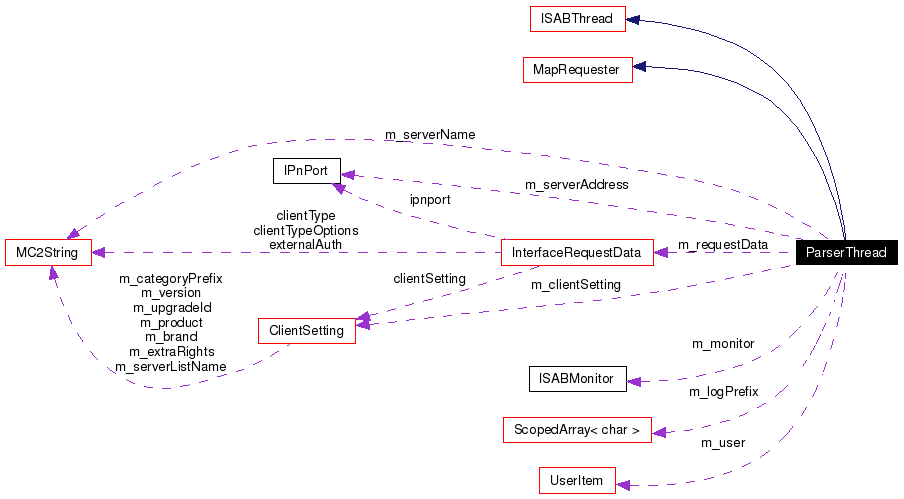 ISABThread
MapRequester
m_serverName
IPnPort
m_serverAddress
ipnport
clientType
clientTypeOptions
externalAuth
MC2String
InterfaceRequestData
m_requestData
ParserThread
m_categoryPrefix
m_version
m_upgradeId
m_product
m_brand
m_extraRights
m_serverListName
clientSetting
m_clientSetting
ClientSetting
m_monitor
ISABMonitor
m_logPrefix
ScopedArray< char >
m_user
UserItem